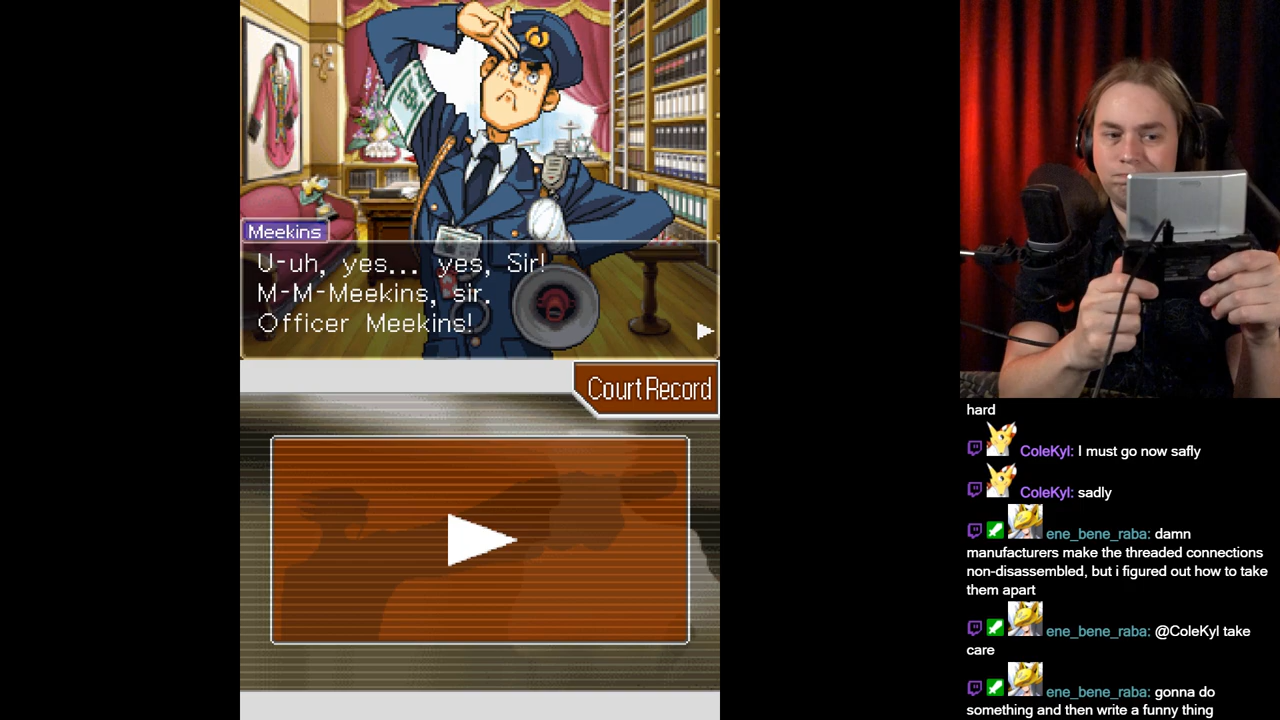 Meekins
U-uh, yes... yes, Sir!
M-M-Meekins, sir.
Officer Meekins!
Court Record
hard
ColeKyl: I must go now safly
ColeKyl: sadly
ene_bene_raba: damn
manufacturers make the threaded connections
non-disassembled, but i figured out how to take
them apart
ene_bene_raba: @ColeKyl take
care
ene_bene_raba: gonna do
something and then write a funny thing